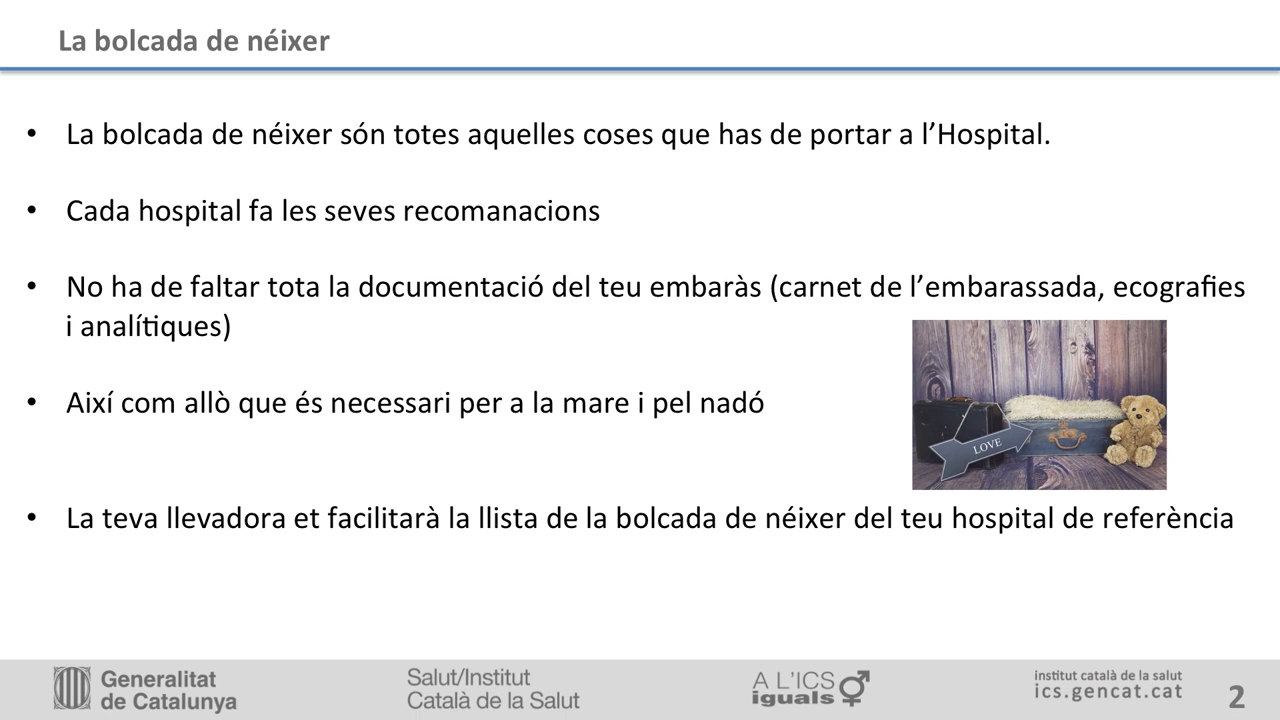 La bolcada de néixer
• La bolcada de néixer són totes aquelles coses que has de portar a l’Hospital.
• Cada hospital fa les seves recomanacions
• No ha de faltar tota la documentació del teu embaràs (carnet de l’embarassada, ecografies
i analítiques)
• Així com allò que és necessari per a la mare i pel nadó
LOVE
• La teva llevadora et facilitarà la llista de la bolcada de néixer del teu hospital de referència
Generalitat
de Catalunya
Salut/Institut
Català de la Salut
A L'ICS
iguals
institut català de la salut
ics.gencat.cat
2